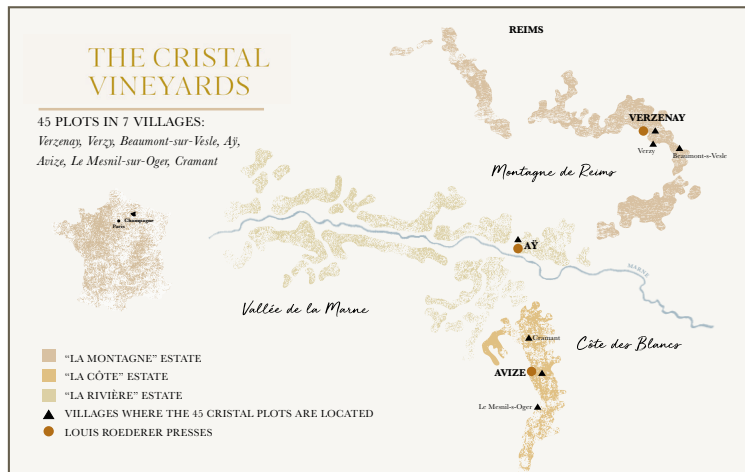 THE CRISTAL
VINEYARDS
45 PLOTS IN 7 VILLAGES:
Verzenay, Verzy, Beaumont-sur-Vesle, Aÿ,
Avize, Le Mesnil-sur-Oger, Cramant
REIMS
VERZENAY
Verzy
Beaumont-s-Vesle
Montagne de Reims
Champagne
Paris
AŸ
MARNE
Vallée de la Marne
Cramant
Côte des Blancs
AVIZE
Le Mesnil-s-Oger
“LA MONTAGNE” ESTATE
“LA CÔTE” ESTATE
“LA RIVIÈRE” ESTATE
VILLAGES WHERE THE 45 CRISTAL PLOTS ARE LOCATED
LOUIS ROEDERER PRESSES